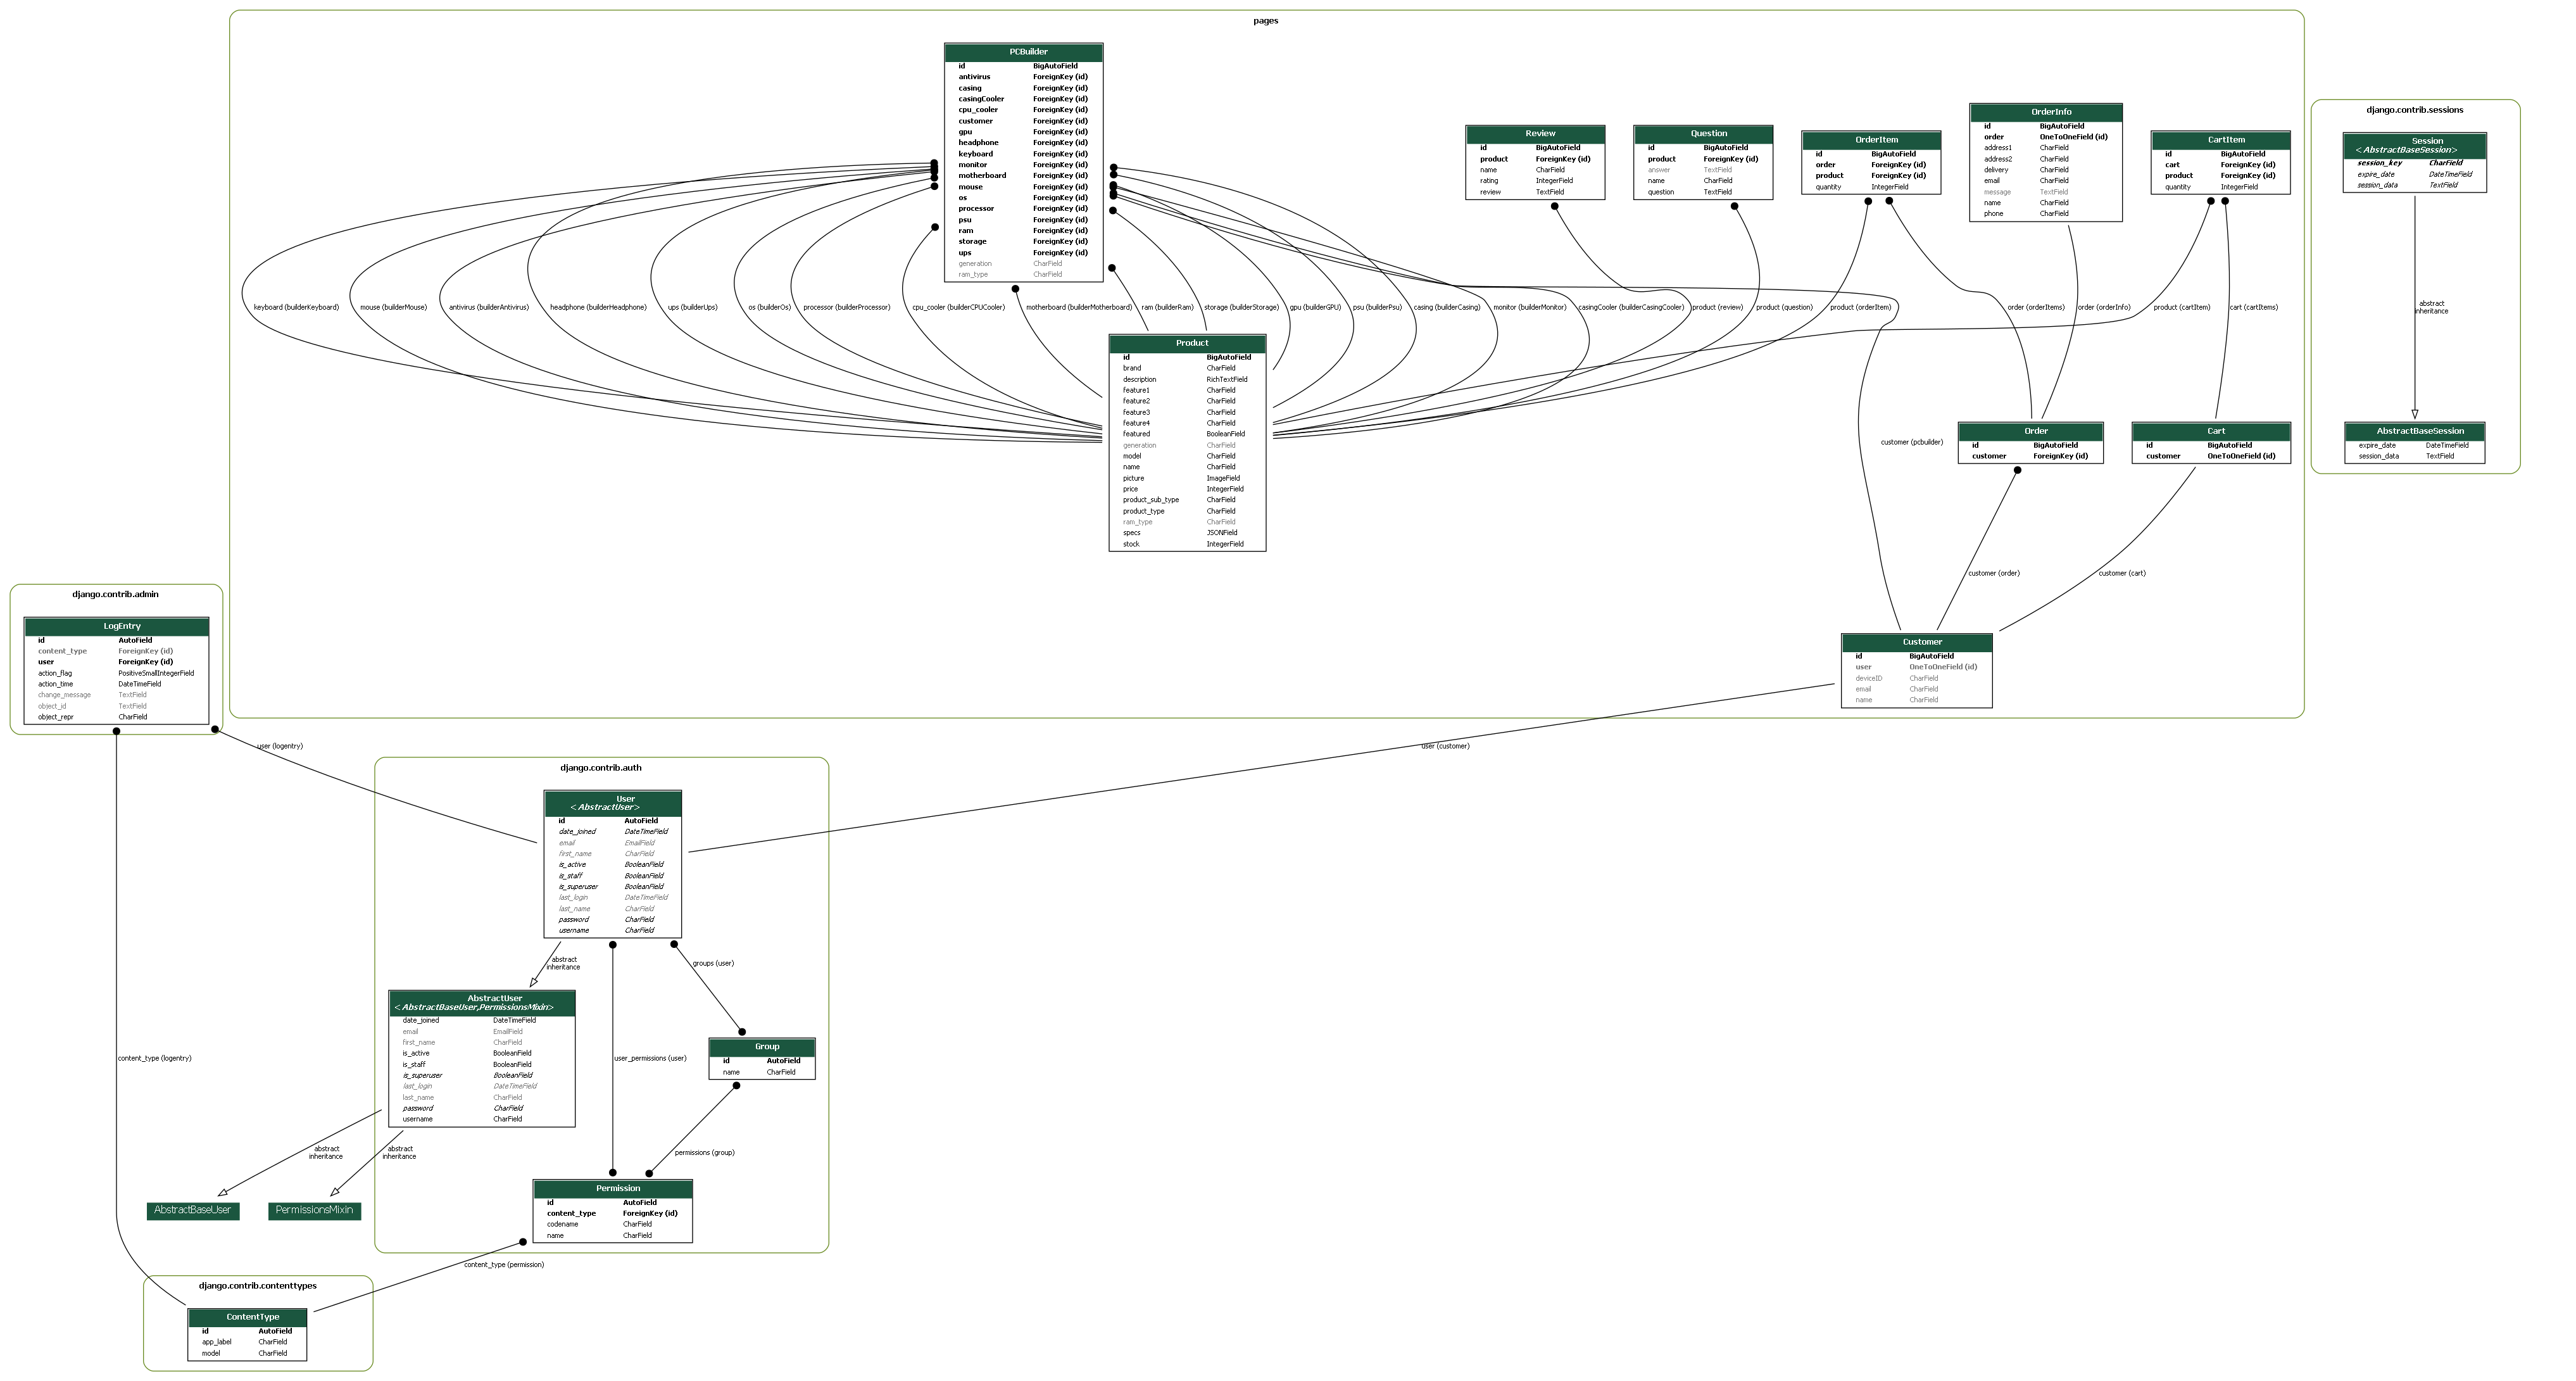 pages
PCBuilder
id BigAutoField
antivirus ForeignKey (id)
casing ForeignKey (id)
casingCooler ForeignKey (id)
cpu_cooler ForeignKey (id)
customer ForeignKey (id)
gpu ForeignKey (id)
headphone ForeignKey (id)
keyboard ForeignKey (id)
monitor ForeignKey (id)
motherboard ForeignKey (id)
mouse ForeignKey (id)
os ForeignKey (id)
processor ForeignKey (id)
psu ForeignKey (id)
ram ForeignKey (id)
storage ForeignKey (id)
ups ForeignKey (id)
generation CharField
ram_type CharField
Review
id BigAutoField
product ForeignKey (id)
name CharField
rating IntegerField
review TextField
Question
id BigAutoField
product ForeignKey (id)
answer TextField
name CharField
question TextField
OrderItem
id BigAutoField
order ForeignKey (id)
product ForeignKey (id)
quantity IntegerField
OrderInfo
id BigAutoField
order OneToOneField (id)
address1 CharField
address2 CharField
delivery CharField
email CharField
message TextField
name CharField
phone CharField
CartItem
id BigAutoField
cart ForeignKey (id)
product ForeignKey (id)
quantity IntegerField
django.contrib.sessions
Session
<AbstractBaseSession>
session_key CharField
expire_date DateTimeField
session_data TextField
keyboard (builderKeyboard)
mouse (builderMouse)
antivirus (builderAntivirus)
headphone (builderHeadphone)
ups (builderUps)
os (builderOs)
processor (builderProcessor)
cpu_cooler (builderCPUCooler)
motherboard (builderMotherboard)
ram (builderRam)
storage (builderStorage)
gpu (builderGPU)
psu (builderPsu)
casing (builderCasing)
monitor (builderMonitor)
casingCooler (builderCasingCooler)
product (review)
product (question)
product (orderItem)
order (orderItems)
order (orderInfo)
product (cartItem)
cart (cartItems)
abstract
inheritance
Product
id BigAutoField
brand CharField
description RichTextField
feature1 CharField
feature2 CharField
feature3 CharField
feature4 CharField
featured BooleanField
generation CharField
model CharField
name CharField
picture ImageField
price IntegerField
product_sub_type CharField
product_type CharField
ram_type CharField
specs JSONField
stock IntegerField
customer (pcbuilder)
Order
id BigAutoField
customer ForeignKey (id)
Cart
id BigAutoField
customer OneToOneField (id)
AbstractBaseSession
expire_date DateTimeField
session_data TextField
customer (order)
customer (cart)
django.contrib.admin
LogEntry
id AutoField
content_type ForeignKey (id)
user ForeignKey (id)
action_flag PositiveSmallIntegerField
action_time DateTimeField
change_message TextField
object_id TextField
object_repr CharField
Customer
id BigAutoField
user OneToOneField (id)
deviceID CharField
email CharField
name CharField
user (logentry)
user (customer)
django.contrib.auth
User
<AbstractUser>
id AutoField
date_joined DateTimeField
email EmailField
first_name CharField
is_active BooleanField
is_staff BooleanField
is_superuser BooleanField
last_login DateTimeField
last_name CharField
password CharField
username CharField
abstract
inheritance
groups (user)
AbstractUser
<AbstractBaseUser,PermissionsMixin>
date_joined DateTimeField
email EmailField
first_name CharField
is_active BooleanField
is_staff BooleanField
is_superuser BooleanField
last_login DateTimeField
last_name CharField
password CharField
username CharField
content_type (logentry)
user_permissions (user)
Group
id AutoField
name CharField
abstract
inheritance
abstract
inheritance
permissions (group)
AbstractBaseUser
PermissionsMixin
Permission
id AutoField
content_type ForeignKey (id)
codename CharField
name CharField
content_type (permission)
django.contrib.contenttypes
ContentType
id AutoField
app_label CharField
model CharField